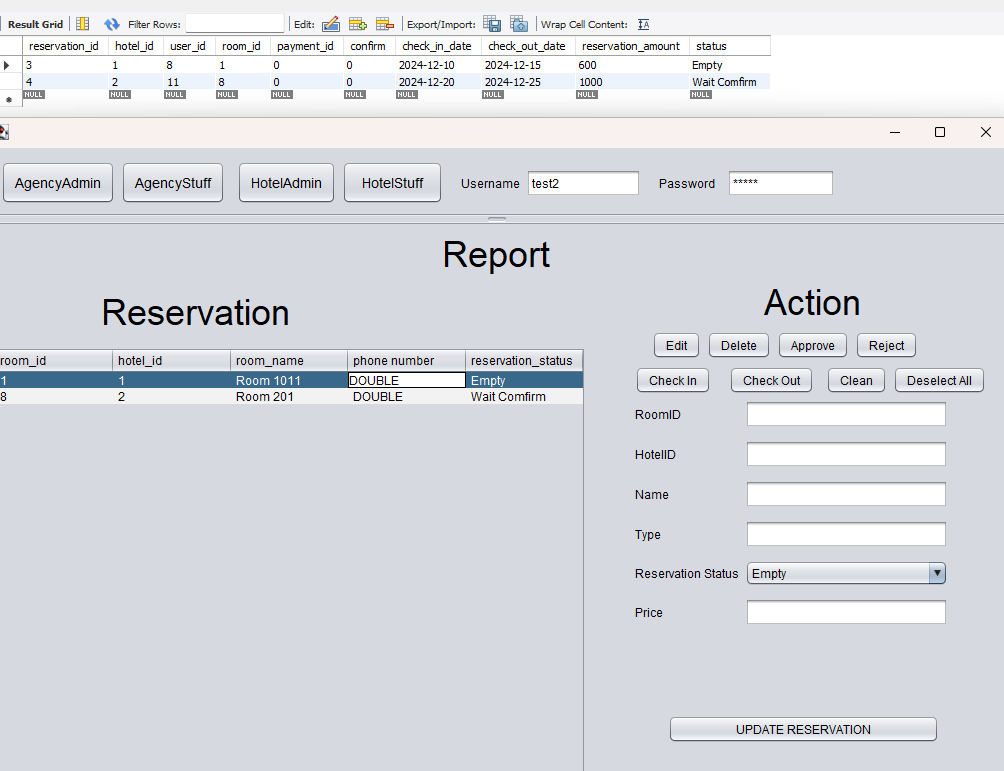 Result Grid Filter Rows: Edit: Export/Import: Wrap Cell Content: IA
reservation_id hotel_id user_id room_id payment_id confirm check_in_date check_out_date reservation_amount status
3 1 8 1 0 0 2024-12-10 2024-12-15 600 Empty
4 2 11 8 0 0 2024-12-20 2024-12-25 1000 Wait Comfirm
NULL NULL NULL NULL NULL NULL NULL NULL NULL NULL
AgencyAdmin AgencyStuff HotelAdmin HotelStuff Username test2 Password *****
Report
Reservation
Action
room_id hotel_id room_name phone number reservation_status
1 1 Room 1011 DOUBLE Empty
8 2 Room 201 DOUBLE Wait Comfirm
Edit Delete Approve Reject
Check In Check Out Clean Deselect All
RoomID
HotelID
Name
Type
Reservation Status Empty
Price
UPDATE RESERVATION